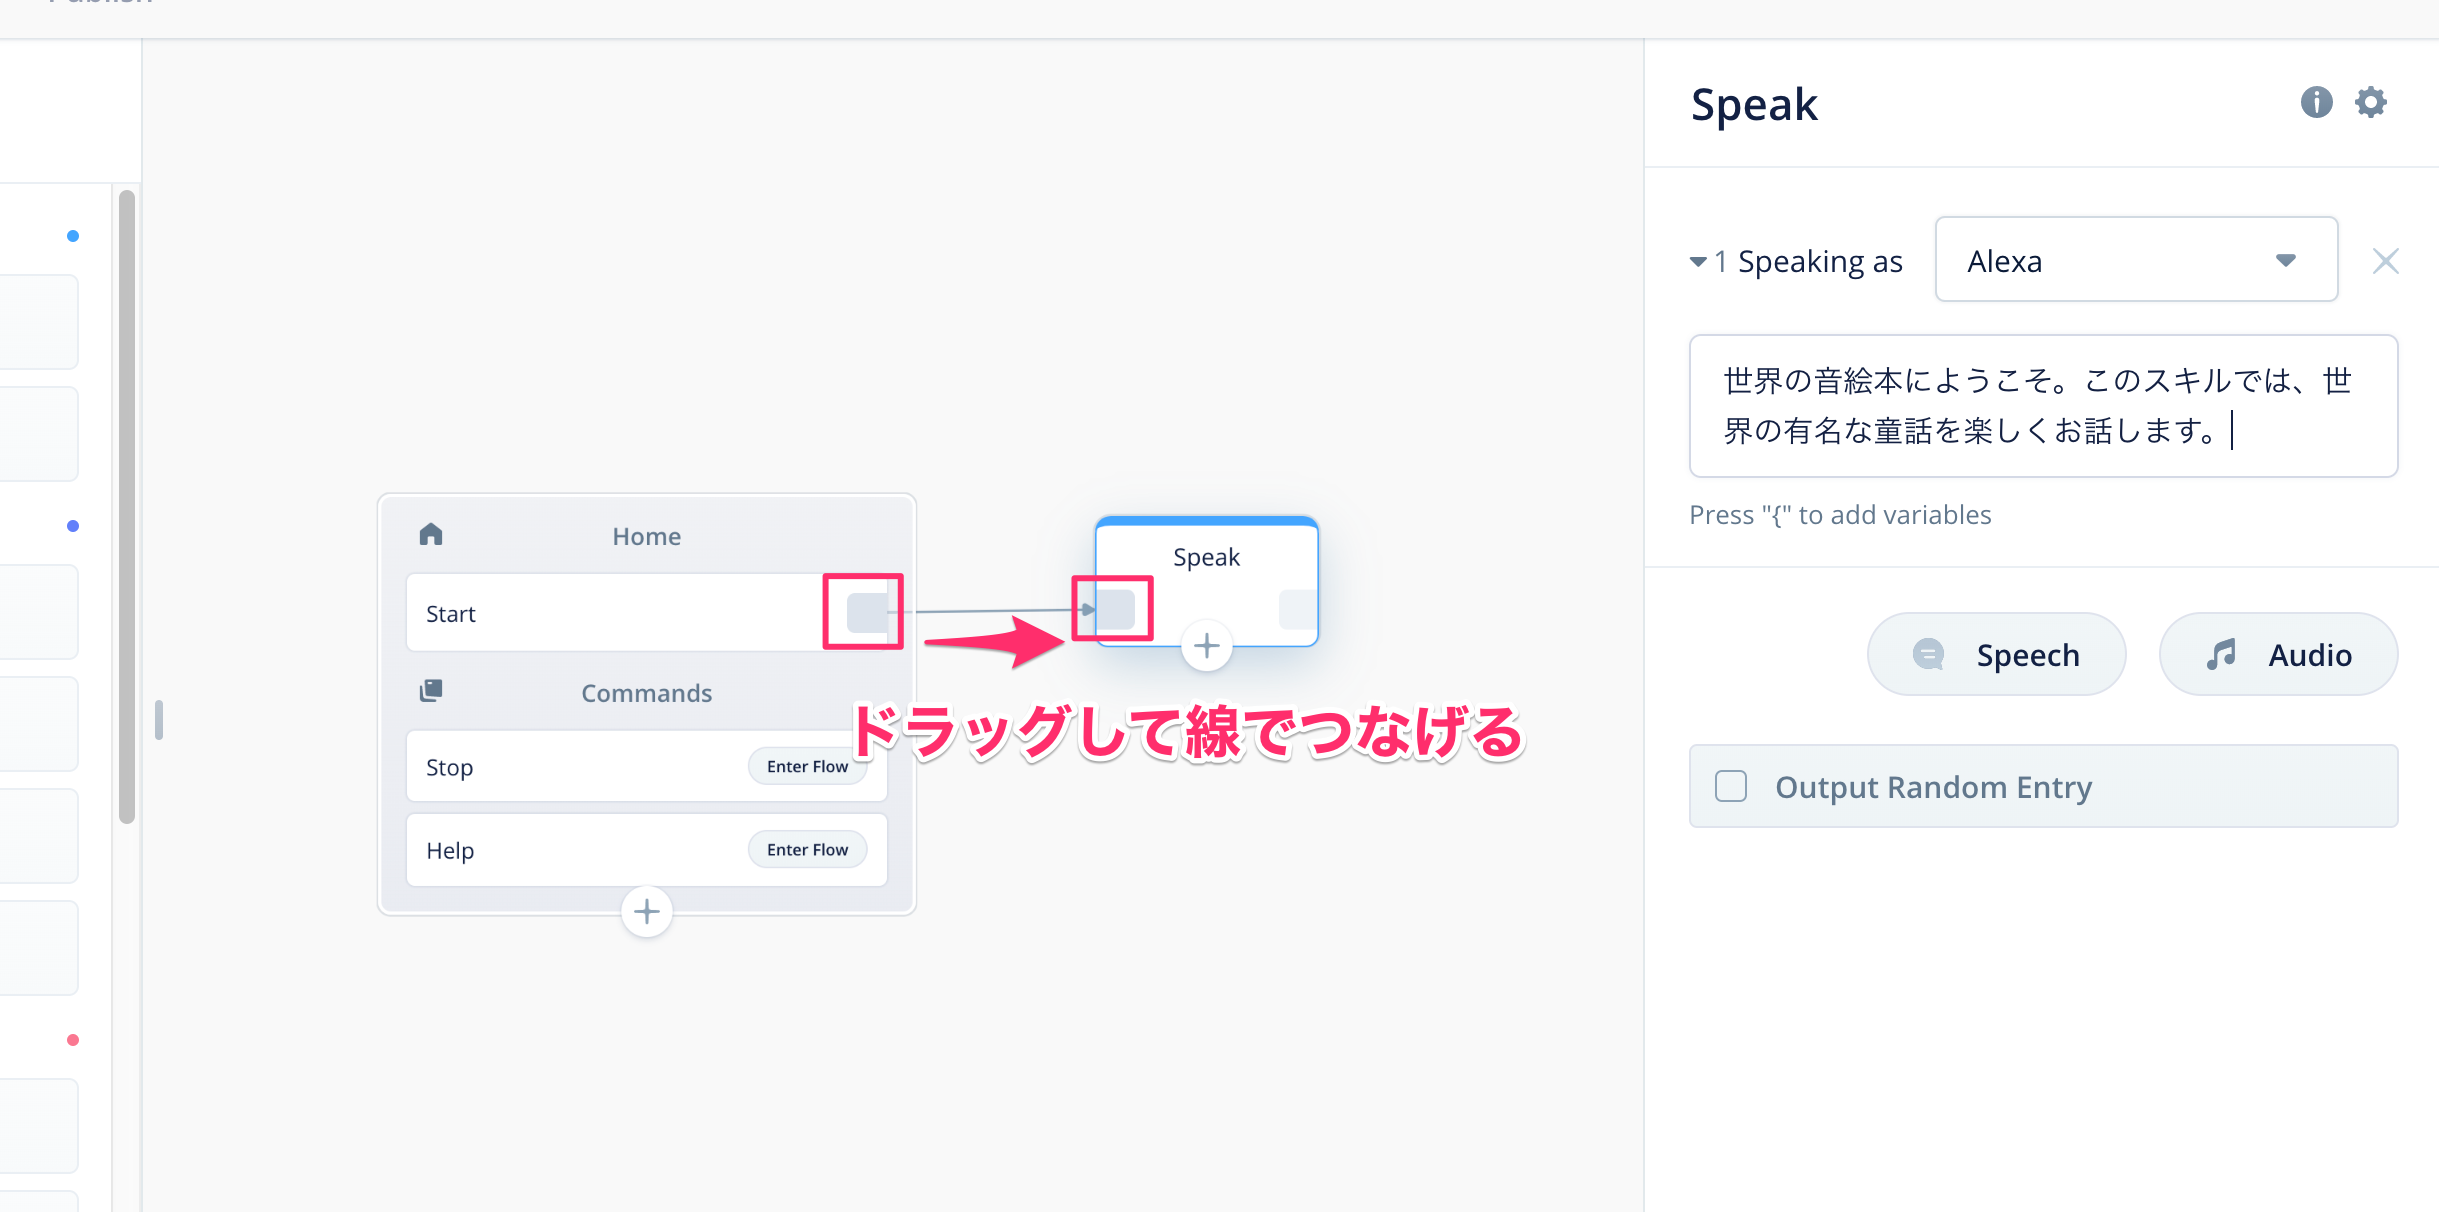 Speak
1 Speaking as
Alexa
世界の音絵本にようこそ。このスキルでは、世
界の有名な童話を楽しくお話します。
Press "{" to add variables
Speech
Audio
Output Random Entry
Home
Start
Commands
Stop
Enter Flow
Help
Enter Flow
Speak
ドラッグして線でつなげる